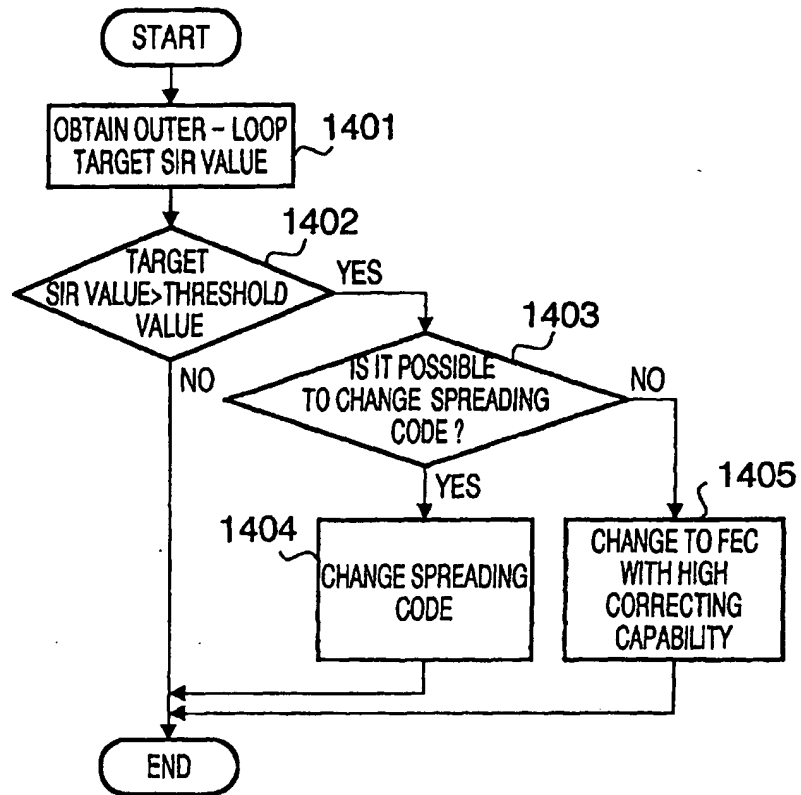 START
OBTAIN OUTER - LOOP
TARGET SIR VALUE
1401
1402
TARGET
SIR VALUE>THRESHOLD
VALUE
YES
NO
1403
IS IT POSSIBLE
TO CHANGE SPREADING
CODE ?
NO
YES
1404
CHANGE SPREADING
CODE
1405
CHANGE TO FEC
WITH HIGH
CORRECTING
CAPABILITY
END